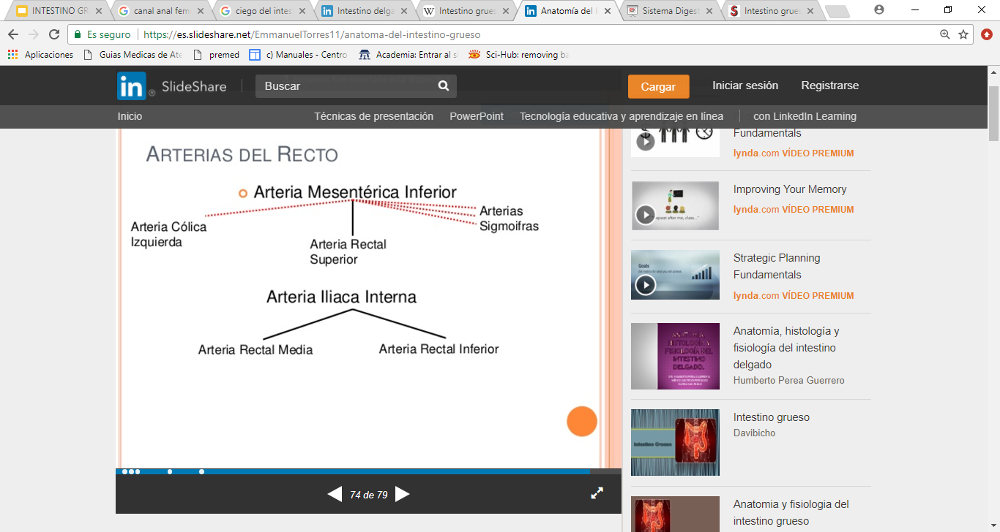 INTESTINO GR
canal anal fem
ciego del intes
Intestino delga
Intestino grues
Anatomía del I
Sistema Digest
Intestino grues
Es seguro
https://es.slideshare.net/EmmanuelTorres11/anatoma-del-intestino-grueso
Aplicaciones
Guias Medicas de Ate
premed
c) Manuales - Centro
Academia: Entrar al s
Sci-Hub: removing ba
in
SlideShare
Buscar
Cargar
Iniciar sesión
Registrarse
Inicio
Técnicas de presentación
PowerPoint
Tecnología educativa y aprendizaje en línea
con LinkedIn Learning
ARTERIAS DEL RECTO
Arteria Mesentérica Inferior
Arteria Cólica
Izquierda
Arteria Rectal
Superior
Arterias
Sigmoifras
Arteria Iliaca Interna
Arteria Rectal Media
Arteria Rectal Inferior
74 de 79
Fundamentals
lynda.com VÍDEO PREMIUM
Improving Your Memory
lynda.com VÍDEO PREMIUM
Goals
Strategic Planning
Fundamentals
lynda.com VÍDEO PREMIUM
Anatomía, histología y
fisiología del intestino
delgado
Humberto Perea Guerrero
Intestino Grueso
Intestino grueso
Davibicho
Anatomia y fisiologia del
intestino grueso